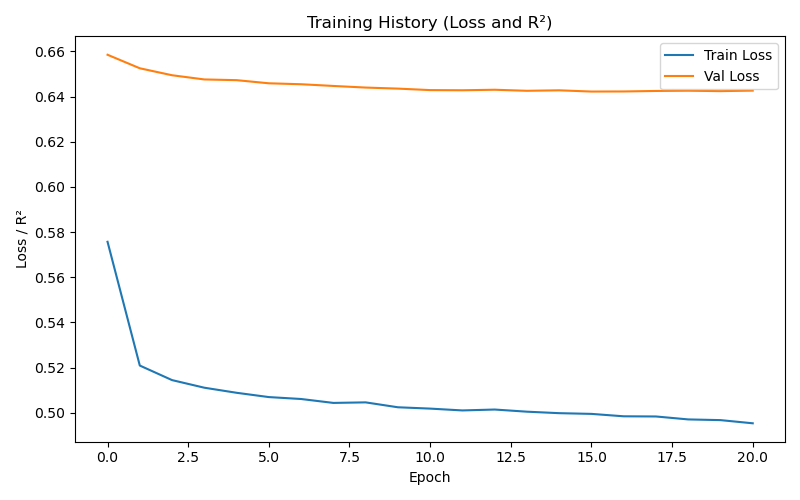 Training History (Loss and R²)
Train Loss
Val Loss
Loss / R²
0.66
0.64
0.62
0.60
0.58
0.56
0.54
0.52
0.50
0.0 2.5 5.0 7.5 10.0 12.5 15.0 17.5 20.0
Epoch